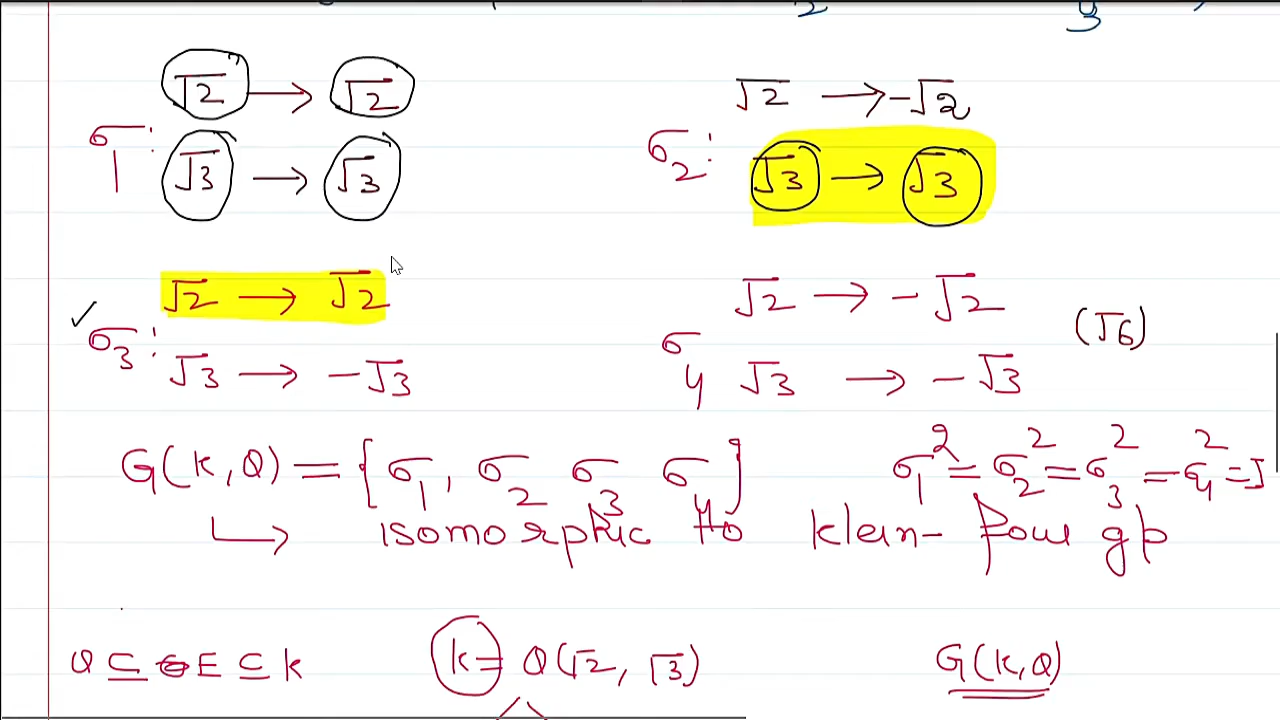 √2 → √2
σ1:
√3 → √3
√2 → -√2
σ2:
√3 → √3
√2 → √2
✓ σ3:
√3 → -√3
√2 → -√2
σ4
√3 → -√3
(√6)
G(K,Q) = {σ1, σ2 σ3 σ4}
σ1² = σ2² = σ3² = σ4² = I
↳ isomorphic to klein- four gp
Q ⊆ E ⊆ K
K = Q(√2, √3)
G(K,Q)